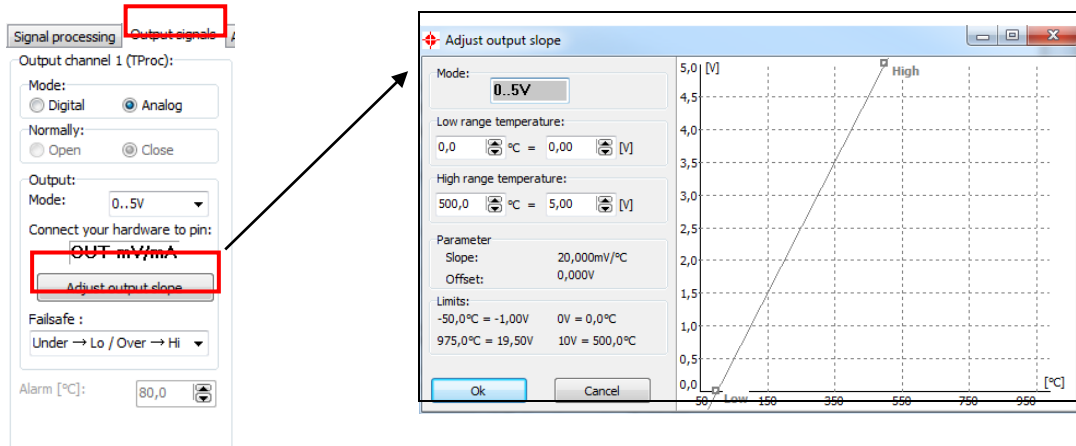 Signal processing Output signals A
Output channel 1 (TProc):
Mode:
Digital Analog
Normally:
Open Close
Output:
Mode: 0..5V
Connect your hardware to pin:
OUT-mV/mA
Adjust output slope
Failsafe :
Under → Lo / Over → Hi
Alarm [°C]: 80,0
Adjust output slope
Mode:
0..5V
Low range temperature:
0,0 °C = 0,00 [V]
High range temperature:
500,0 °C = 5,00 [V]
Parameter
Slope: 20,000mV/°C
Offset: 0,000V
Limits:
-50,0°C = -1,00V 0V = 0,0°C
975,0°C = 19,50V 10V = 500,0°C
Ok Cancel
5,0 [V]
High
4,5
4,0
3,5
3,0
2,5
2,0
1,5
1,0
0,5
0,0 [°C]
50 Low 150 350 550 750 950